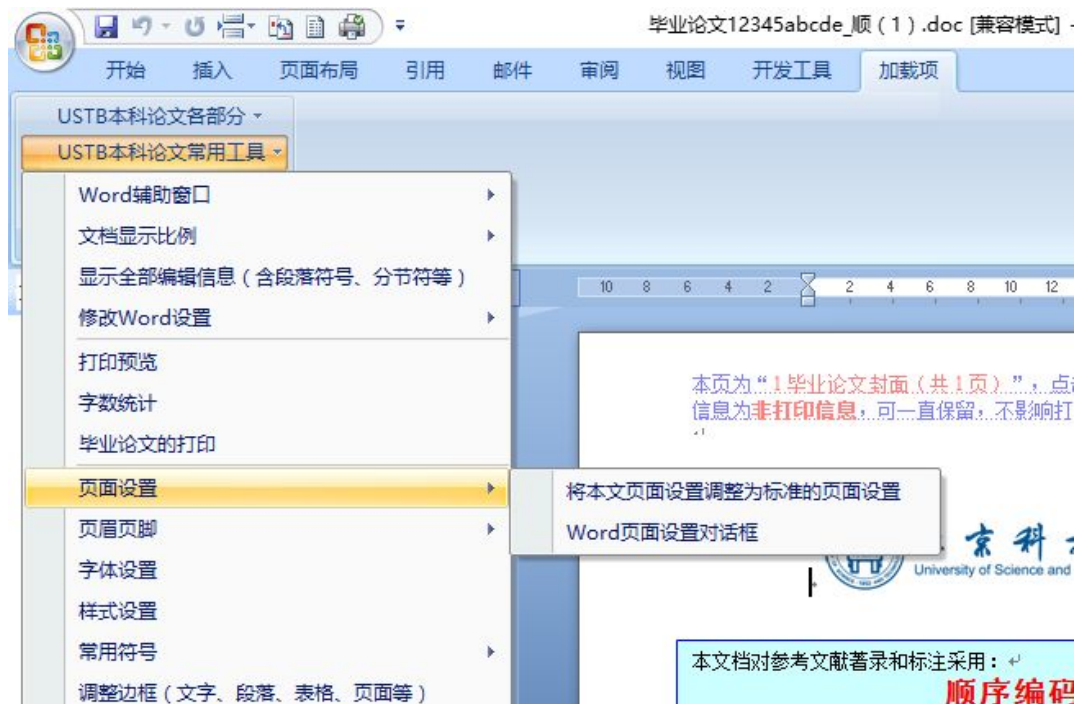 毕业论文12345abcde_顺（1）.doc [兼容模式] -
开始 插入 页面布局 引用 邮件 审阅 视图 开发工具 加载项
USTB本科论文各部分
USTB本科论文常用工具
Word辅助窗口
文档显示比例
显示全部编辑信息（含段落符号、分节符等）
修改Word设置
打印预览
字数统计
毕业论文的打印
页面设置
页眉页脚
字体设置
样式设置
常用符号
调整边框（文字、段落、表格、页面等）
将本文页面设置调整为标准的页面设置
Word页面设置对话框
10 8 6 4 2 2 4 6 8 10 12
本页为“1毕业论文封面（共1页）”，点
信息为非打印信息，可一直保留，不影响打
京科
University of Science and
本文档对参考文献著录和标注采用：
顺序编码